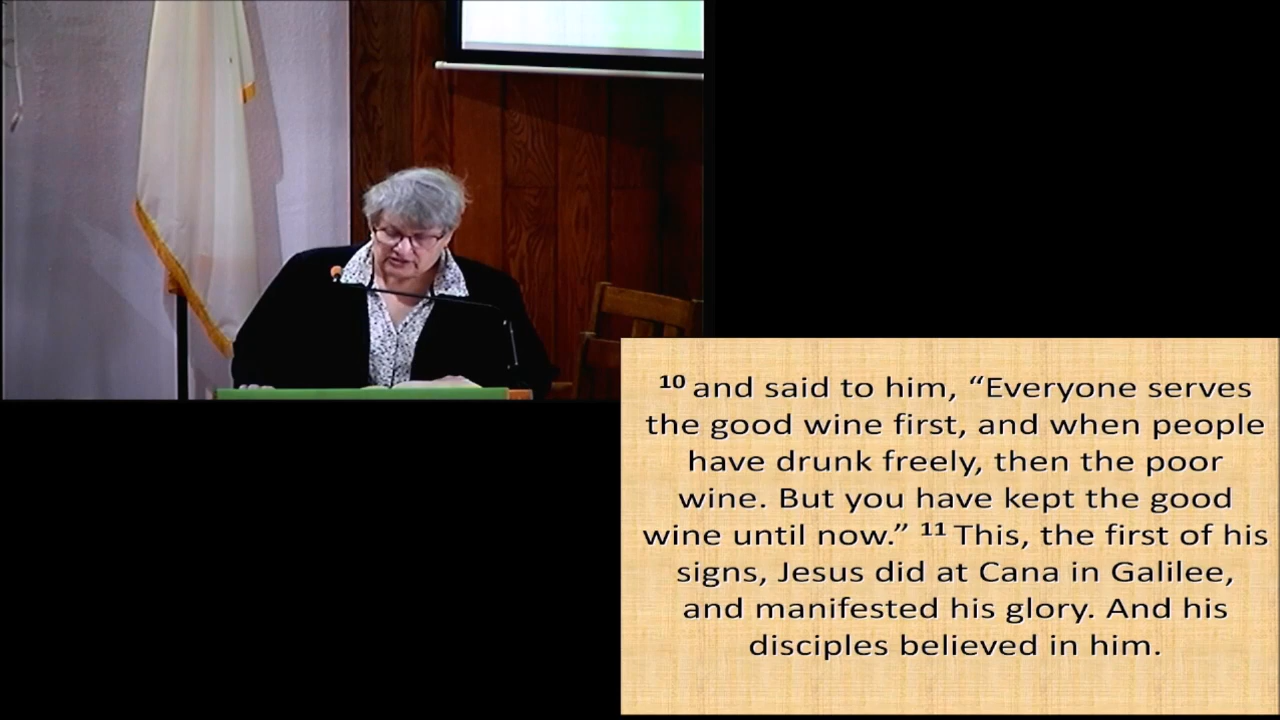 10 and said to him, “Everyone serves
the good wine first, and when people
have drunk freely, then the poor
wine. But you have kept the good
wine until now.” 11 This, the first of his
signs, Jesus did at Cana in Galilee,
and manifested his glory. And his
disciples believed in him.